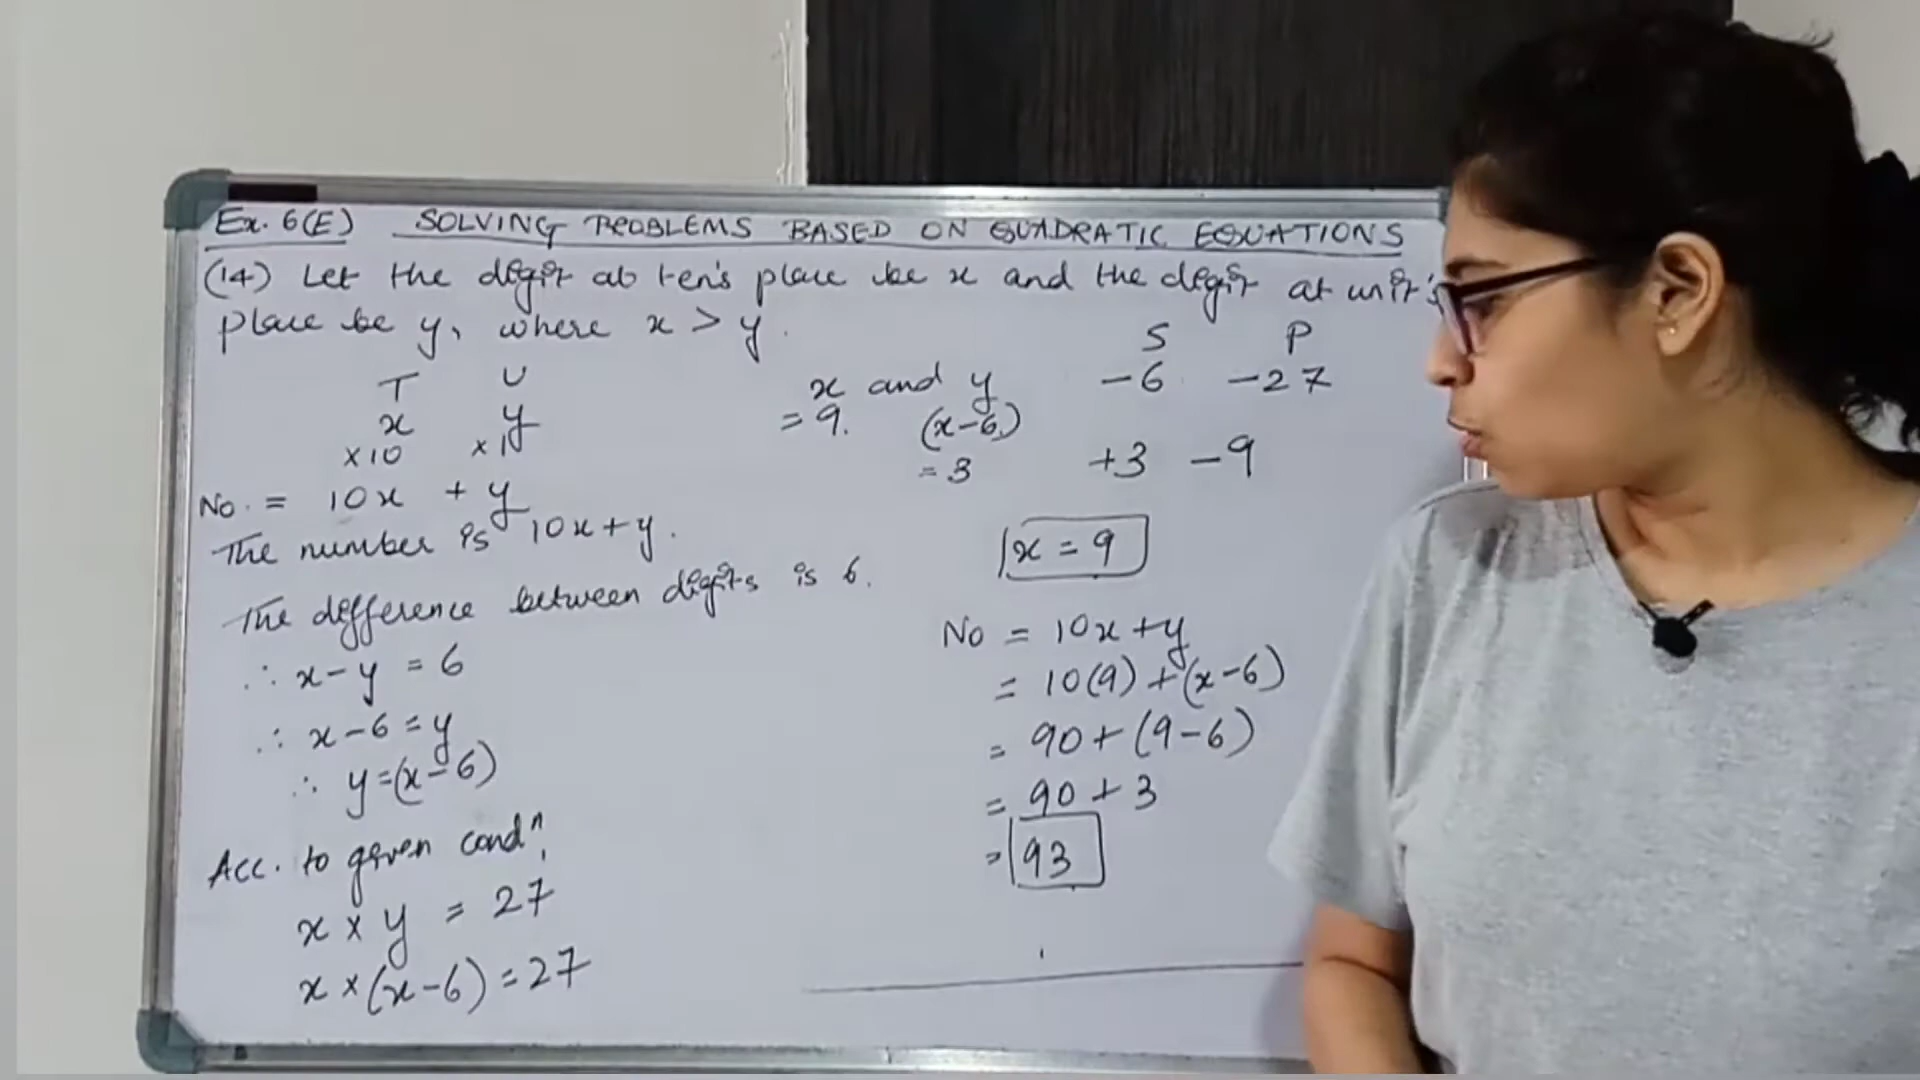 Ex. 6(E) SOLVING PROBLEMS BASED ON QUADRATIC EQUATIONS
(14) Let the digit at ten's place be x and the digit at unit's
place be y, where x > y.
T U
x y
×10 ×1
No. = 10x + y
The number is 10x + y.
The difference between digits is 6.
∴ x - y = 6
∴ x - 6 = y
∴ y = (x - 6)
Acc. to given condⁿ,
x × y = 27
x × (x - 6) = 27
x and y
= 9. (x - 6)
= 3
S P
-6 -27
+3 -9
x = 9
No = 10x + y
= 10(9) + (x - 6)
= 90 + (9 - 6)
= 90 + 3
= 93